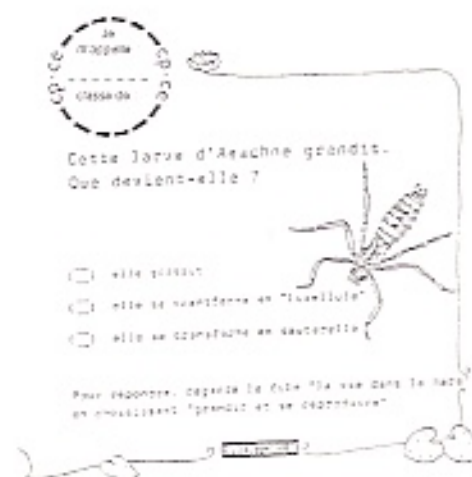 Je
m'appelle
cp·ce
cp·ce
classe de
Cette larve d'Aeschne grandit.
Que devient-elle ?
elle grossit
elle se transforme en "libellule"
elle se transforme en sauterelle
Pour répondre, regarde le film "la vie dans la mare"
en choisissant "grandit et se reproduire"